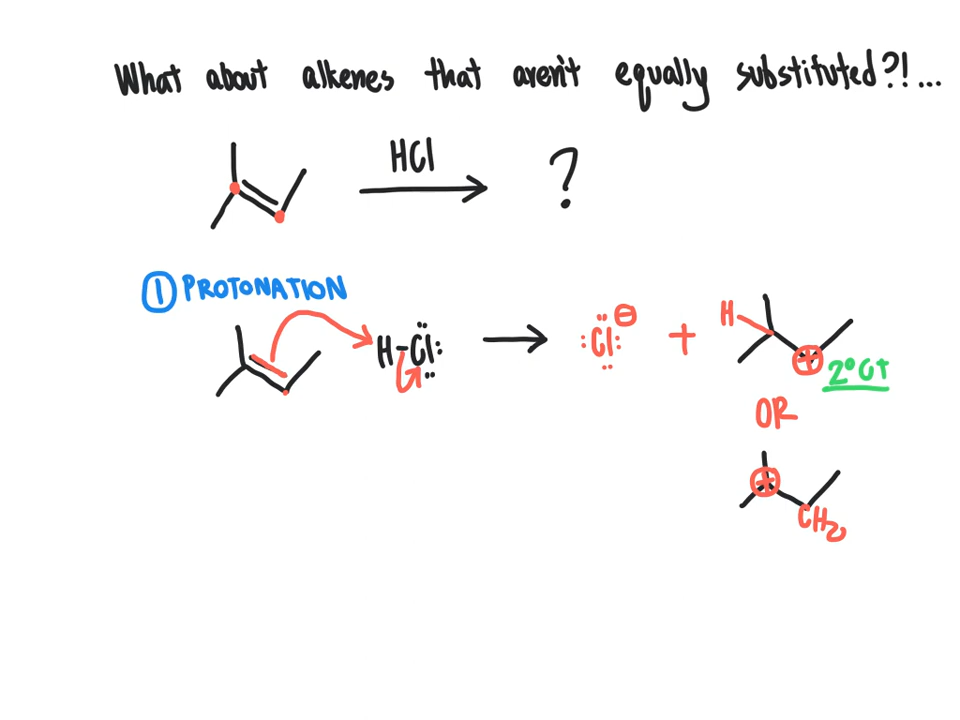 What about alkenes that aren't equally substituted?!...
HCl
?
① PROTONATION
H-Cl: → :Cl:⊖ + H ⊕
2° C+
OR
⊕
CH2